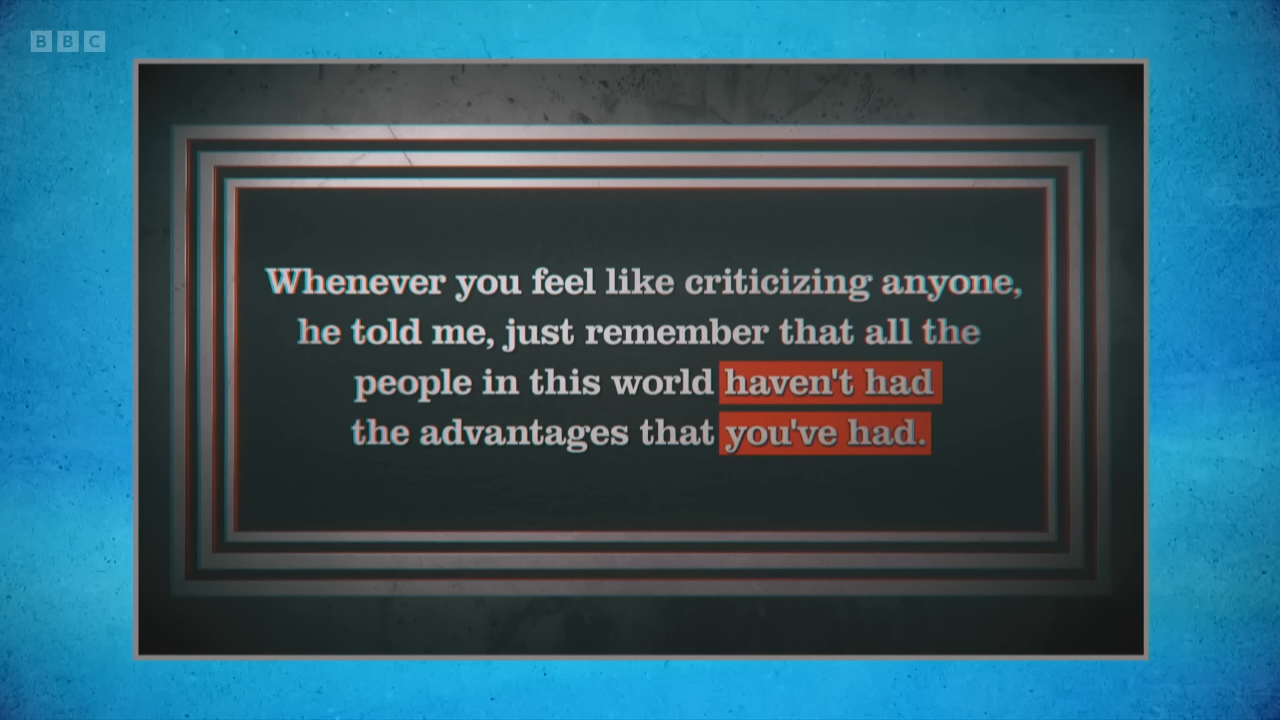 BBC
Whenever you feel like criticizing anyone,
he told me, just remember that all the
people in this world haven't had
the advantages that you've had.